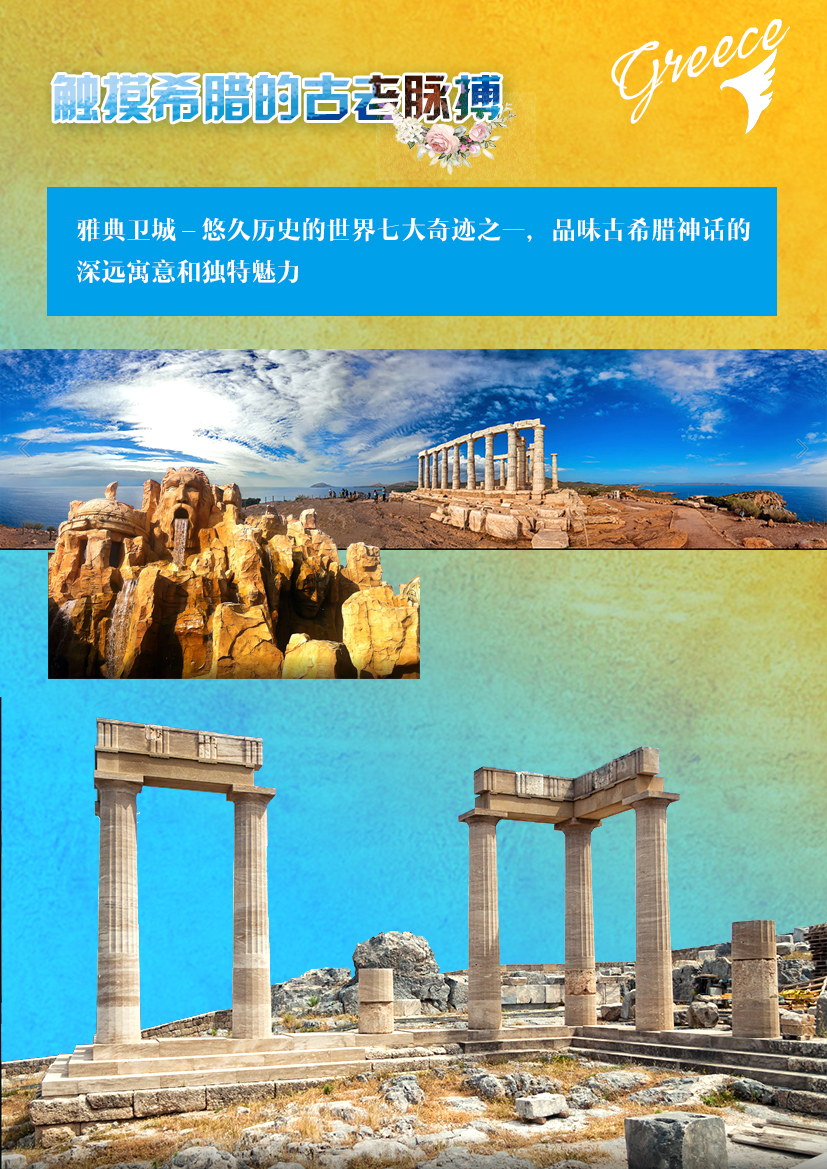 Greece
触摸希腊的古老脉搏
雅典卫城–悠久历史的世界七大奇迹之一，品味古希腊神话的
深远寓意和独特魅力